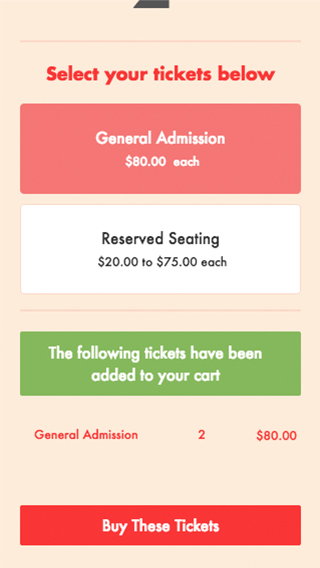 Select your tickets below
General Admission
$80.00 each
Reserved Seating
$20.00 to $75.00 each
The following tickets have been
added to your cart
General Admission 2 $80.00
Buy These Tickets